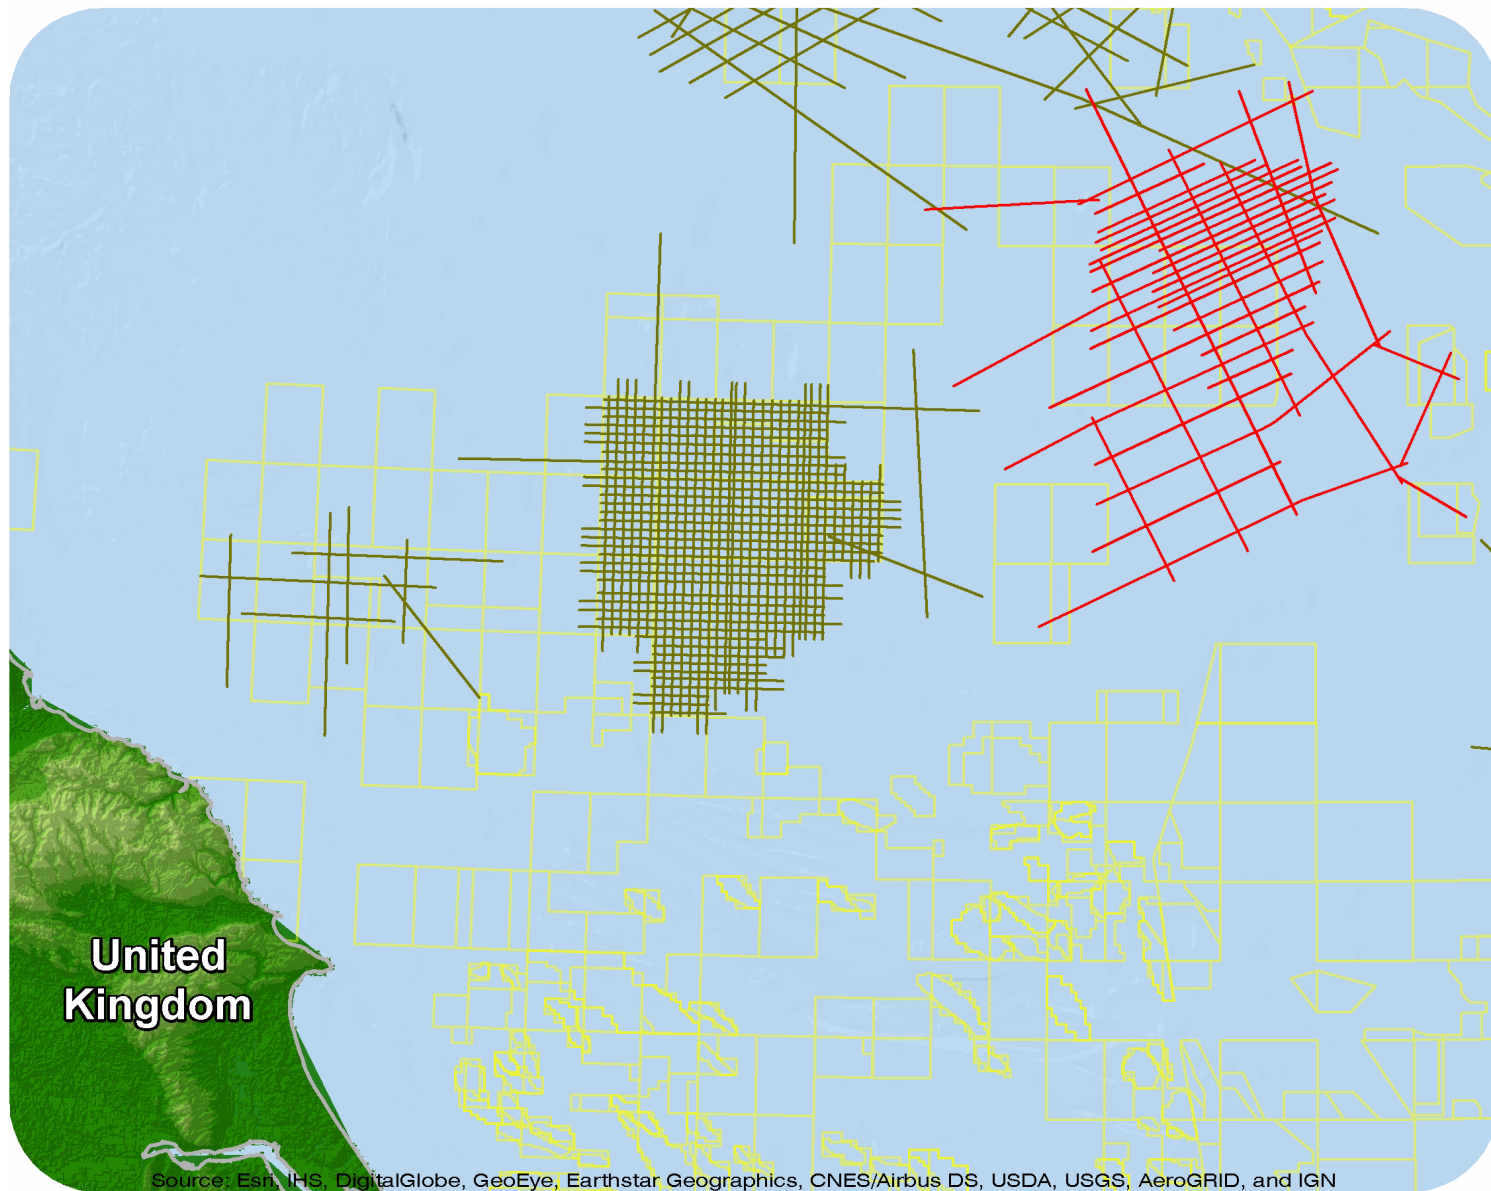 United
Kingdom
Source: Esri, IHS, DigitalGlobe, GeoEye, Earthstar Geographics, CNES/Airbus DS, USDA, USGS, AeroGRID, and IGN